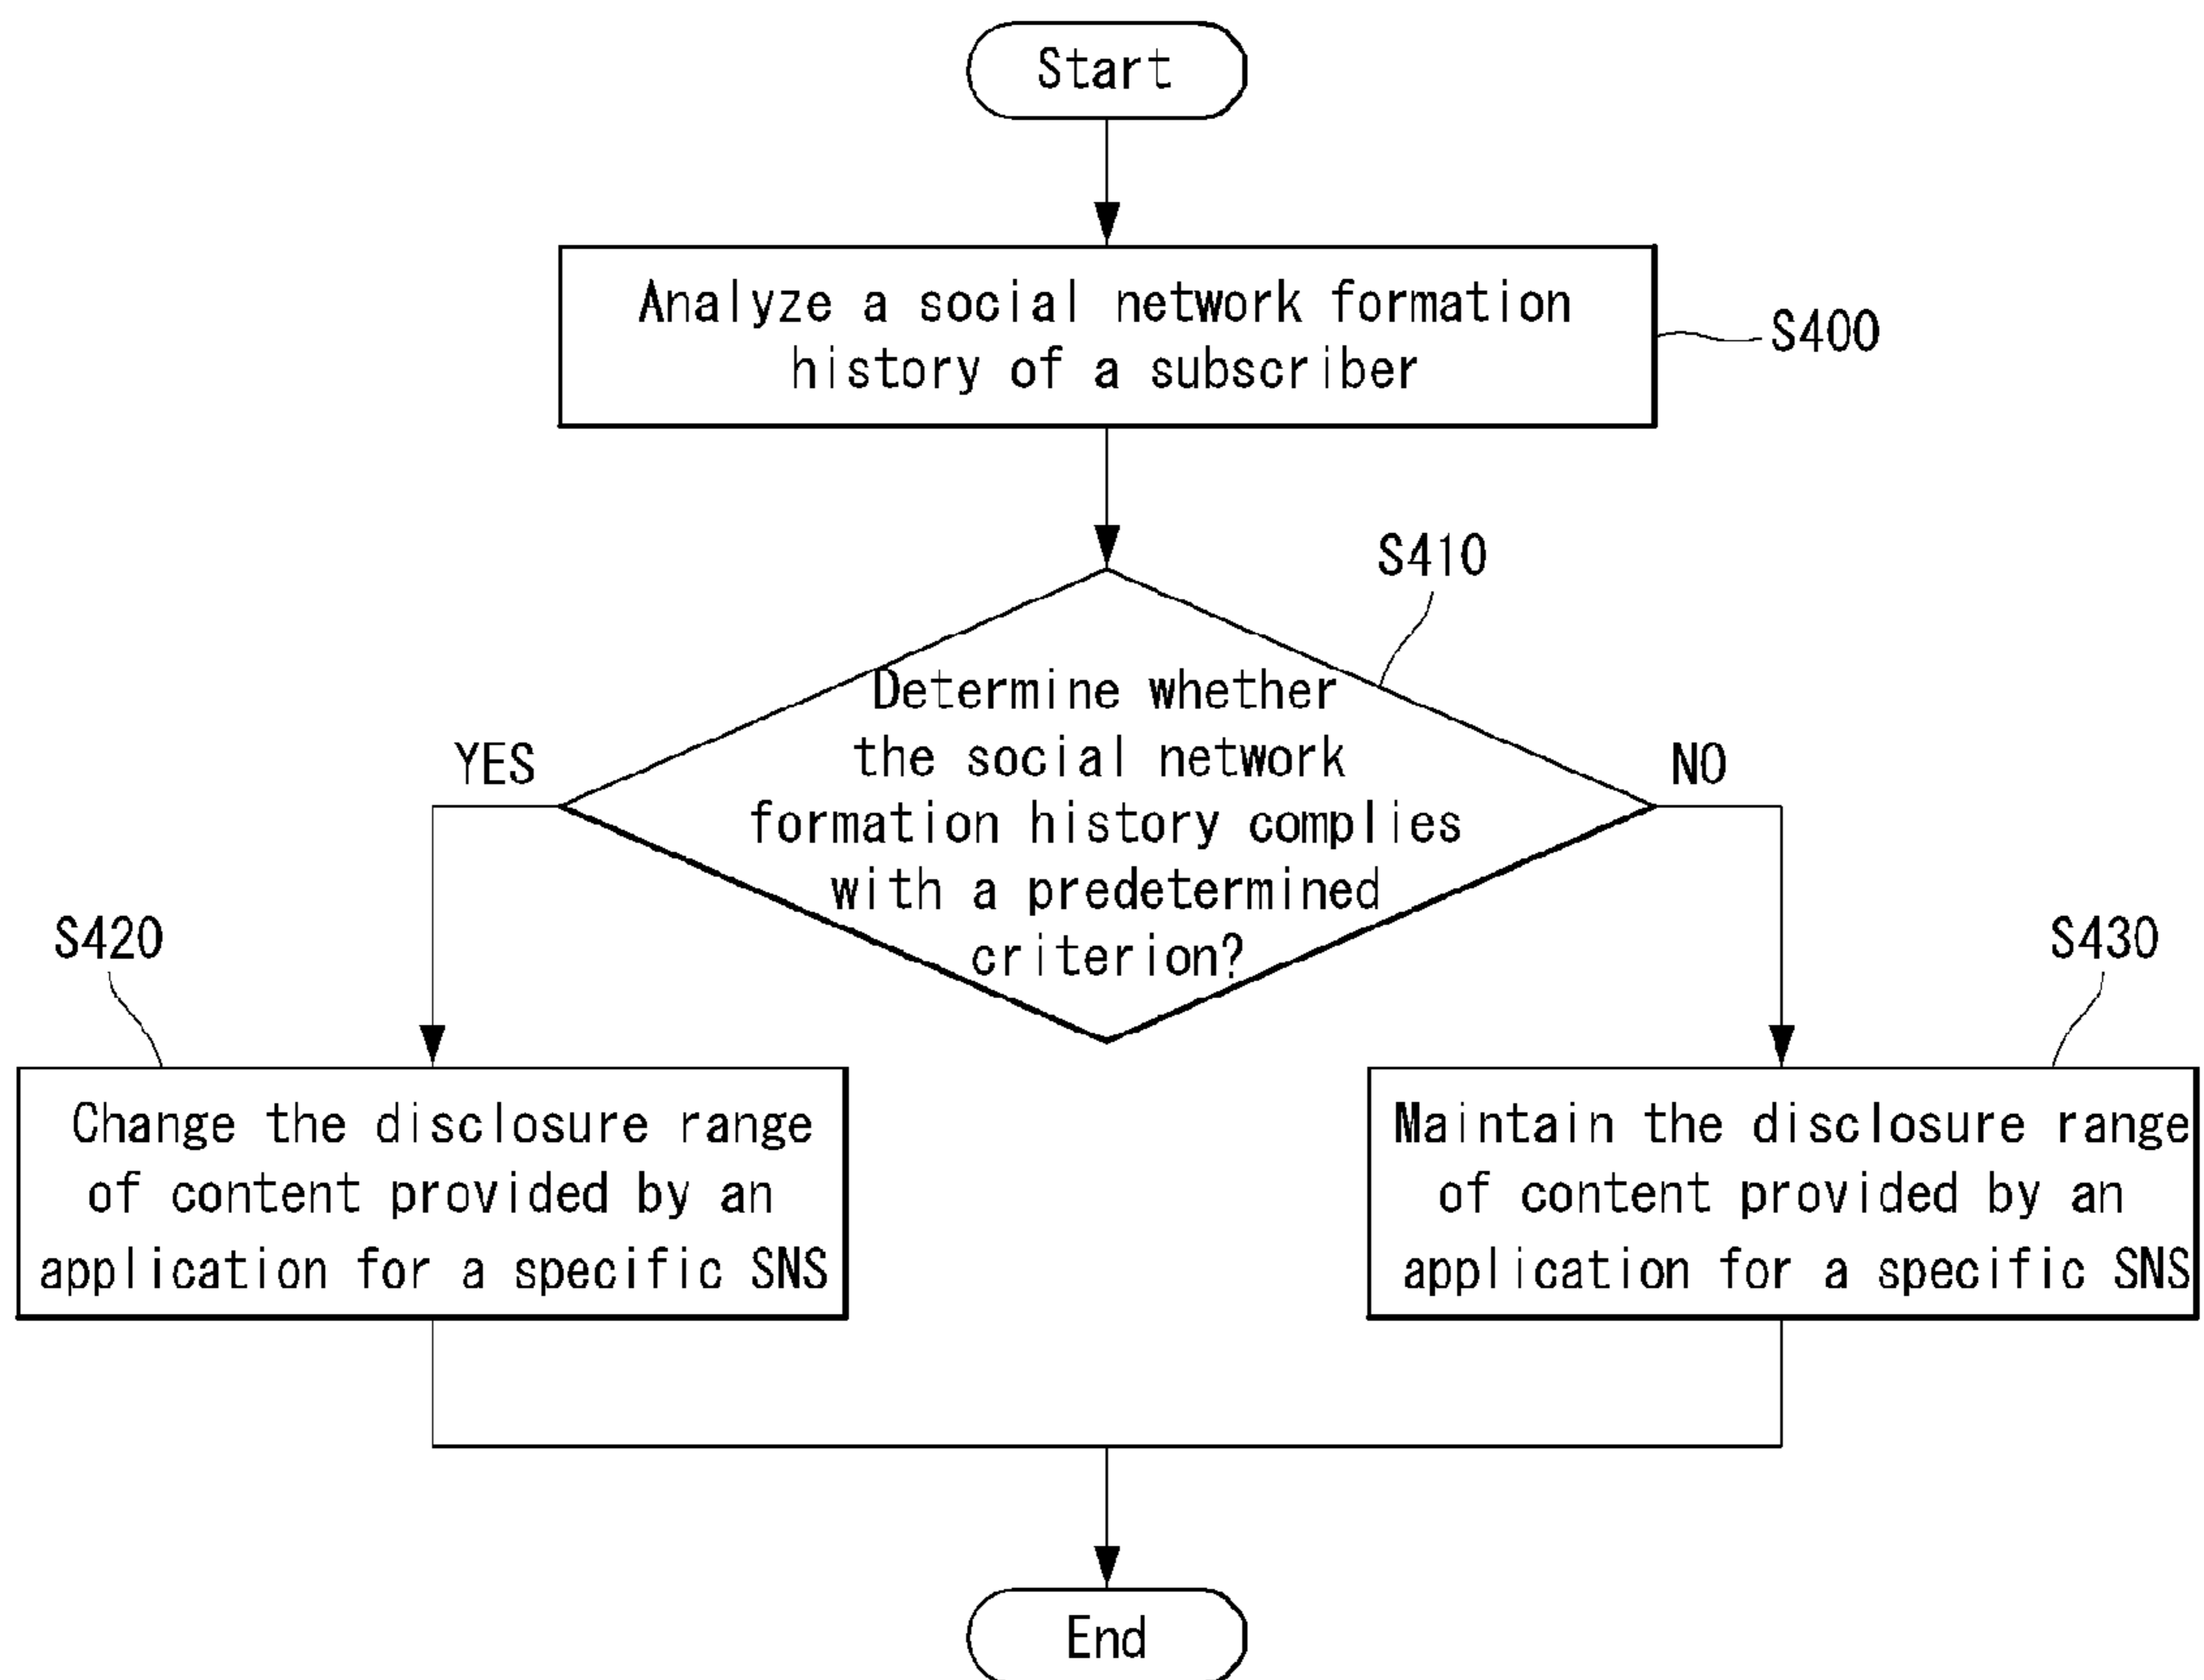 Start
Analyze a social network formation
history of a subscriber
S400
S410
Determine whether
the social network
formation history complies
with a predetermined
criterion?
YES
NO
S420
S430
Change the disclosure range
of content provided by an
application for a specific SNS
Maintain the disclosure range
of content provided by an
application for a specific SNS
End